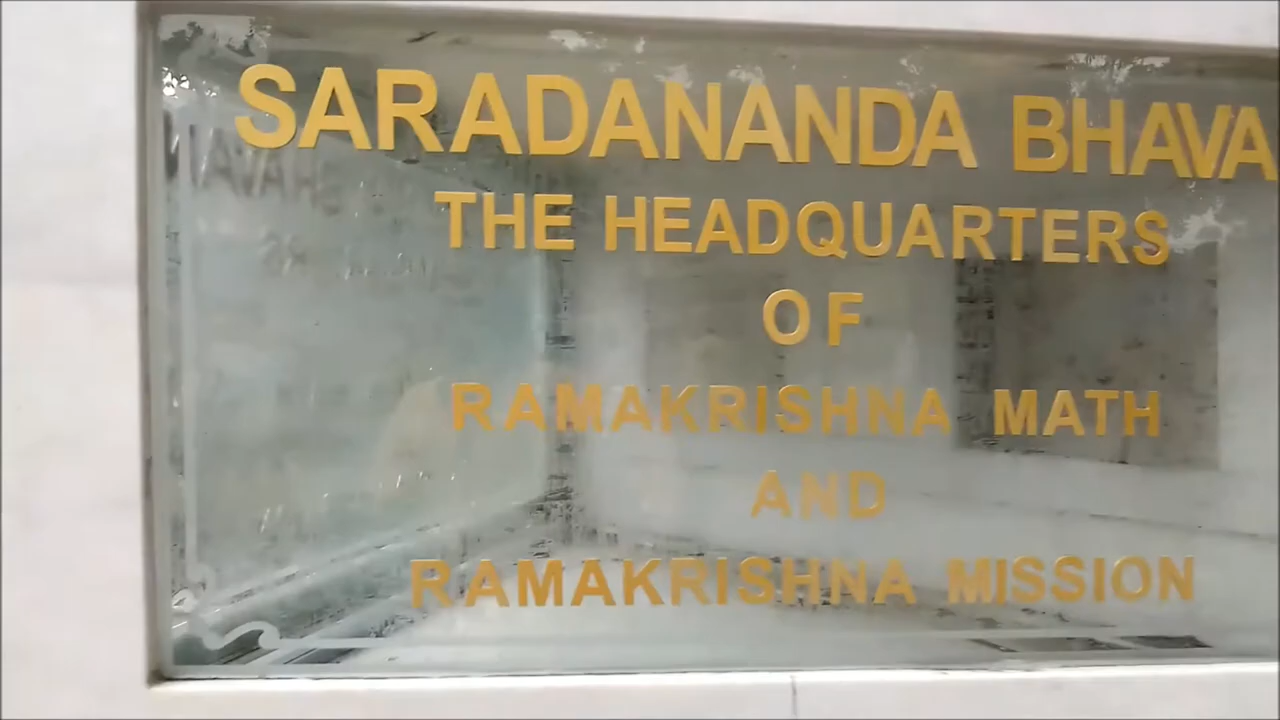 SARADANANDA BHAVA
THE HEADQUARTERS
OF
RAMAKRISHNA MATH
AND
RAMAKRISHNA MISSION